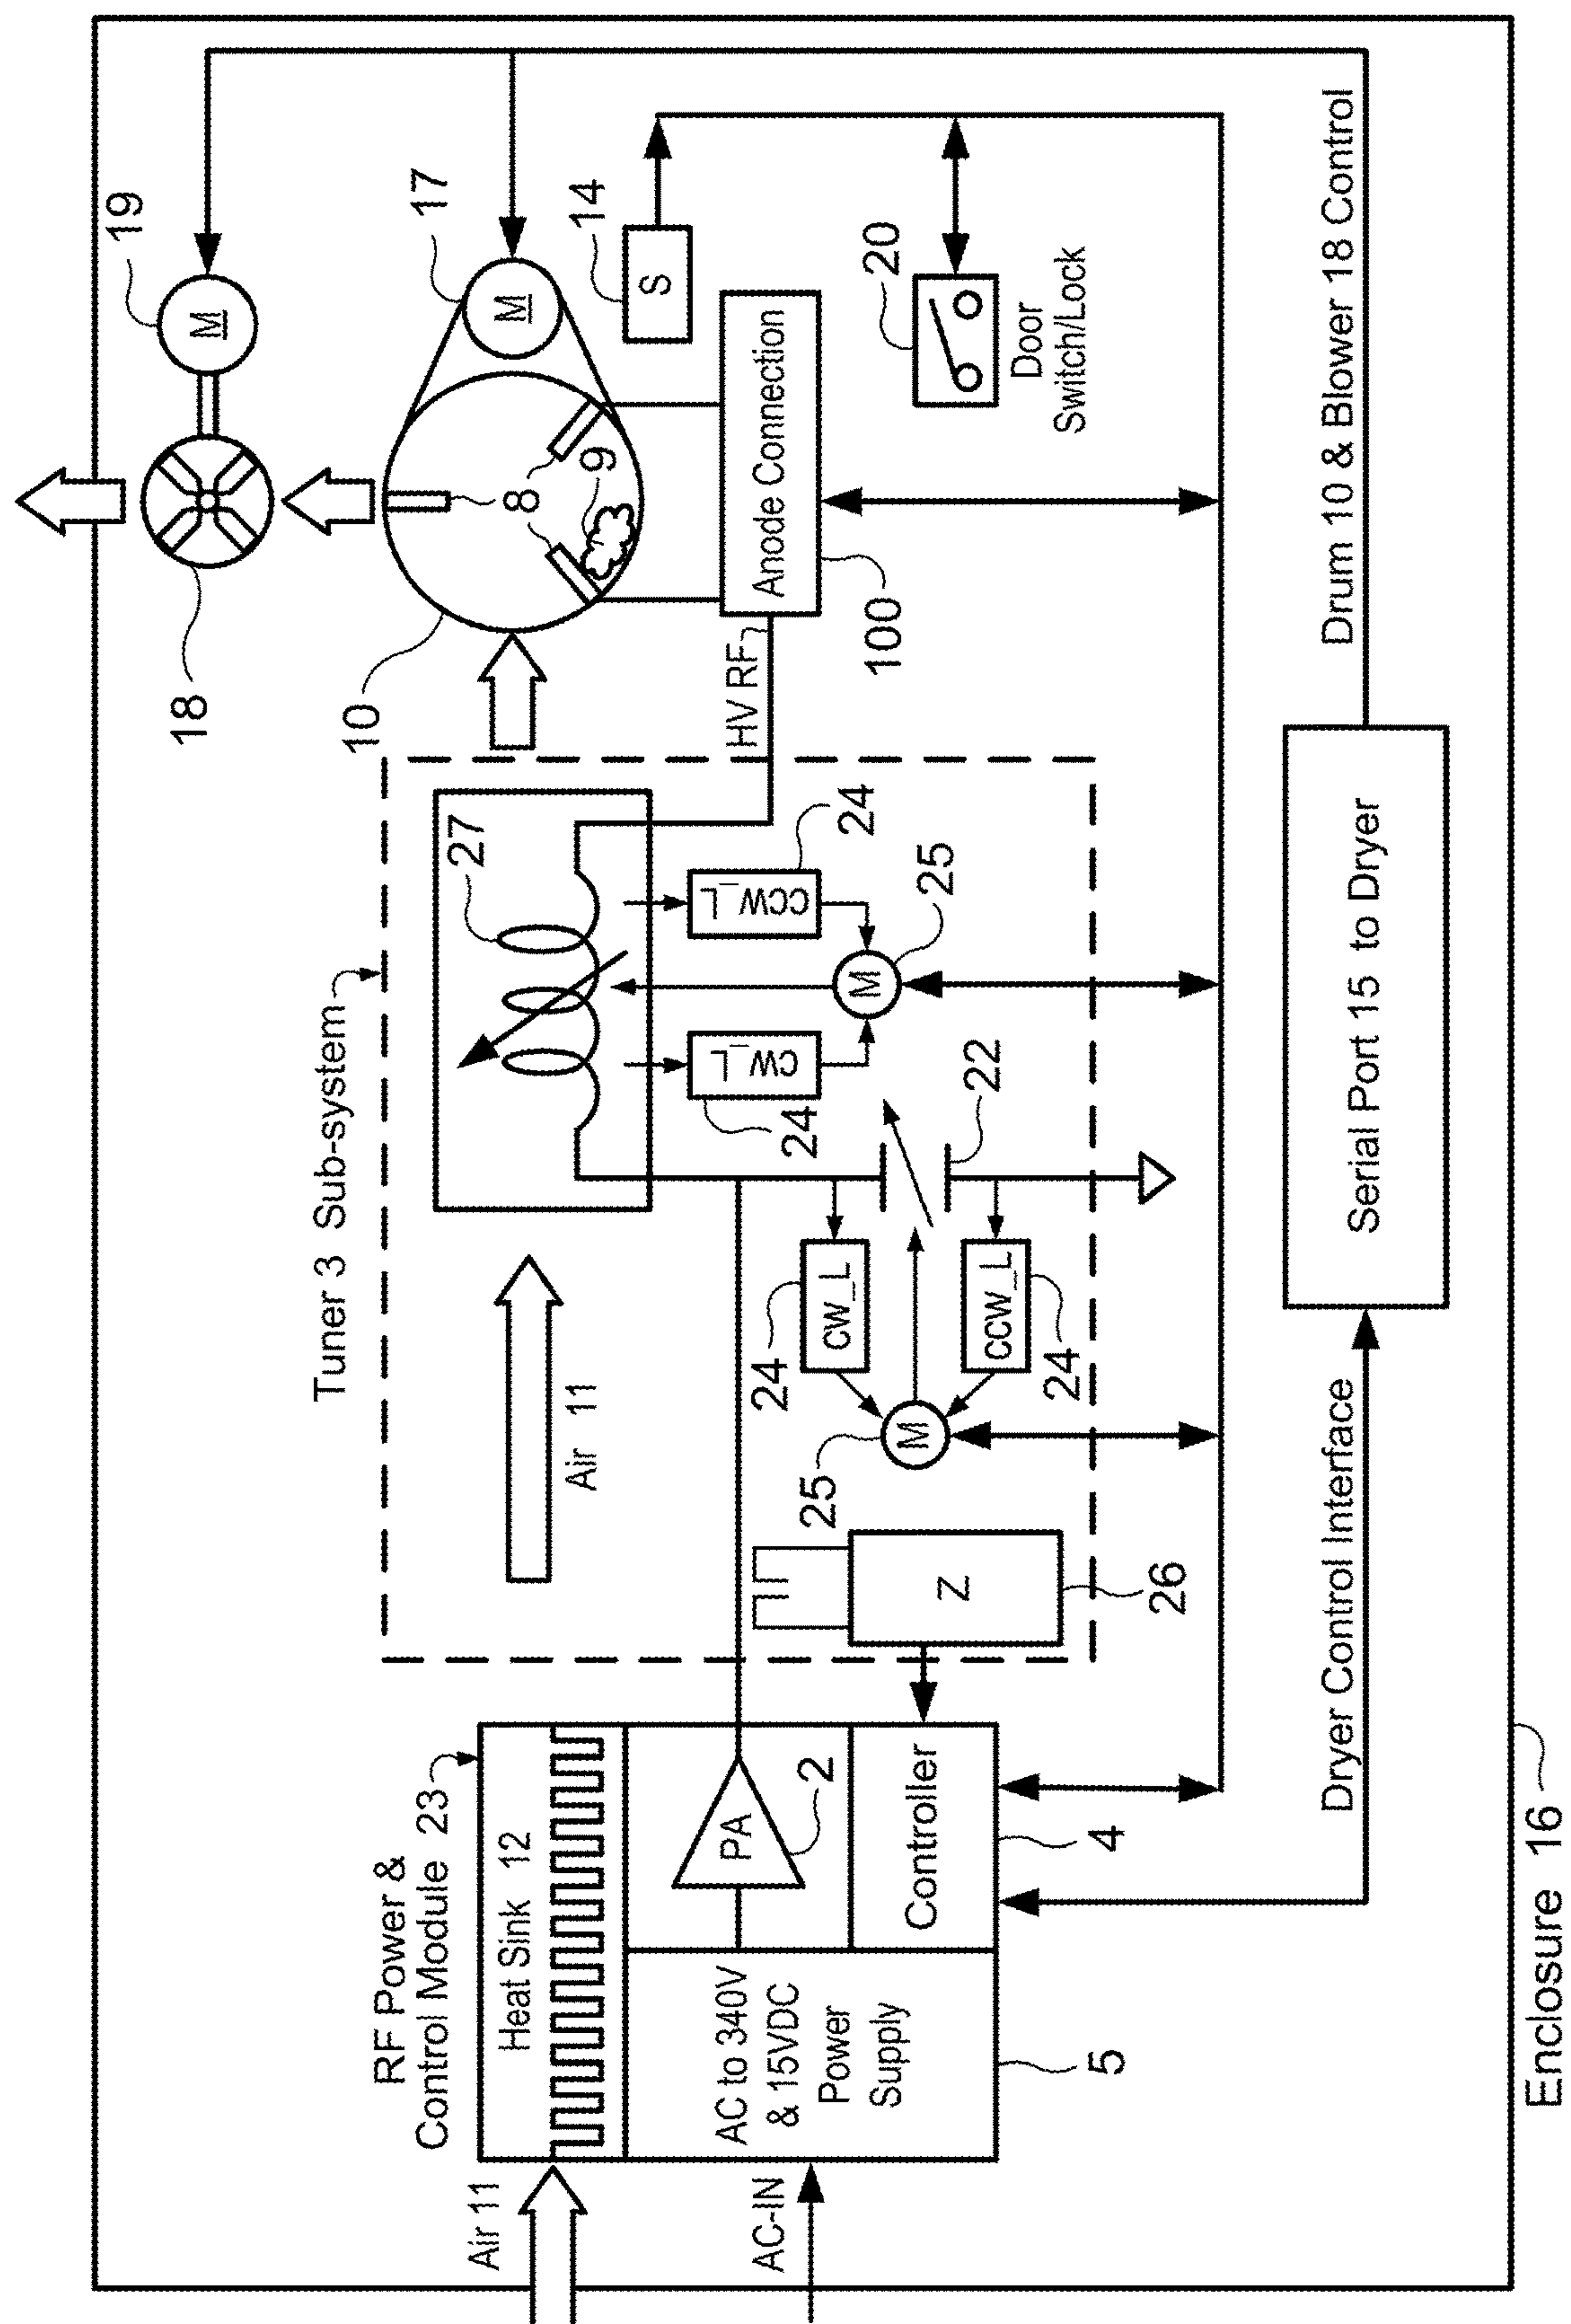 Enclosure 16
Air 11
AC-IN
RF Power &
Control Module 23
Heat Sink 12
AC to 340V
& 15VDC
Power
Supply
5
PA
2
Controller
4
Tuner 3 Sub-system
Air 11
Z
26
25
M
24
CW_L
CCW_L
24
22
27
24
CW_L
CCW_L
24
M
25
HV RF
Anode Connection
100
10
8
9
18
M
19
M
17
S
14
20
Door
Switch/Lock
Dryer Control Interface
Serial Port 15 to Dryer
Drum 10 & Blower 18 Control